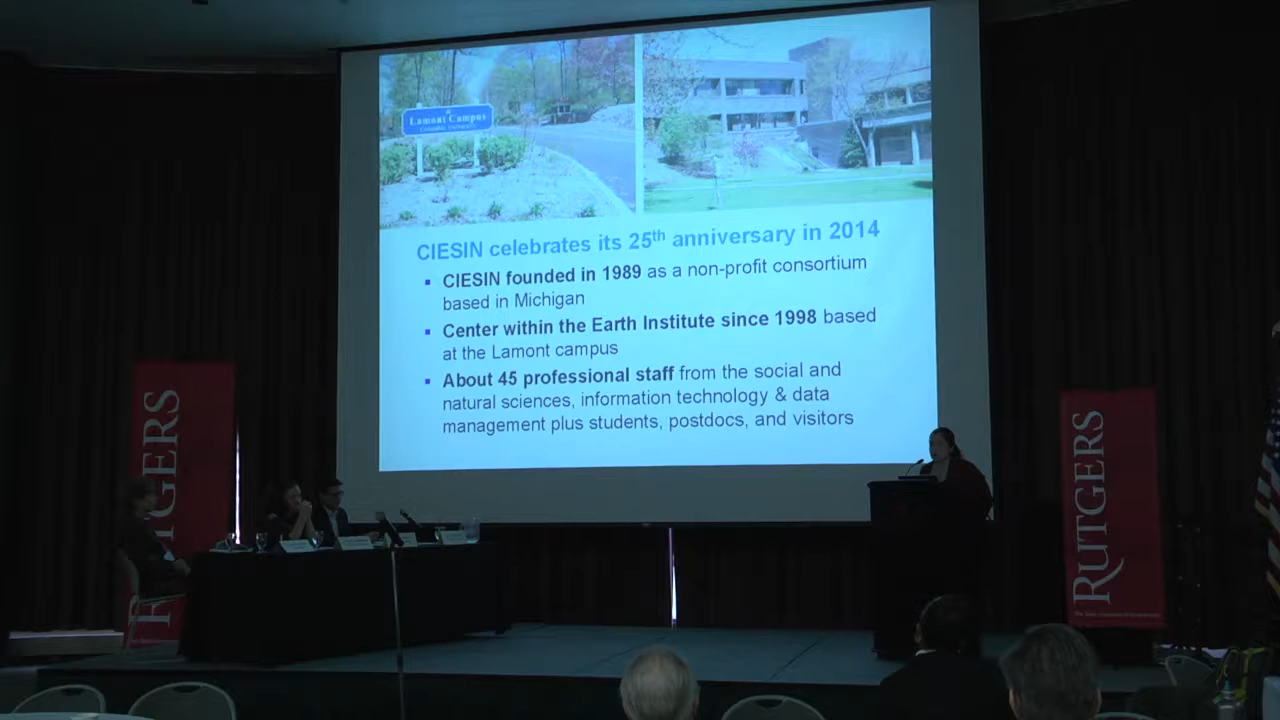 Lamont Campus
Columbia University
CIESIN celebrates its 25th anniversary in 2014
▪ CIESIN founded in 1989 as a non-profit consortium
based in Michigan
▪ Center within the Earth Institute since 1998 based
at the Lamont campus
▪ About 45 professional staff from the social and
natural sciences, information technology & data
management plus students, postdocs, and visitors
RUTGERS
RUTGERS